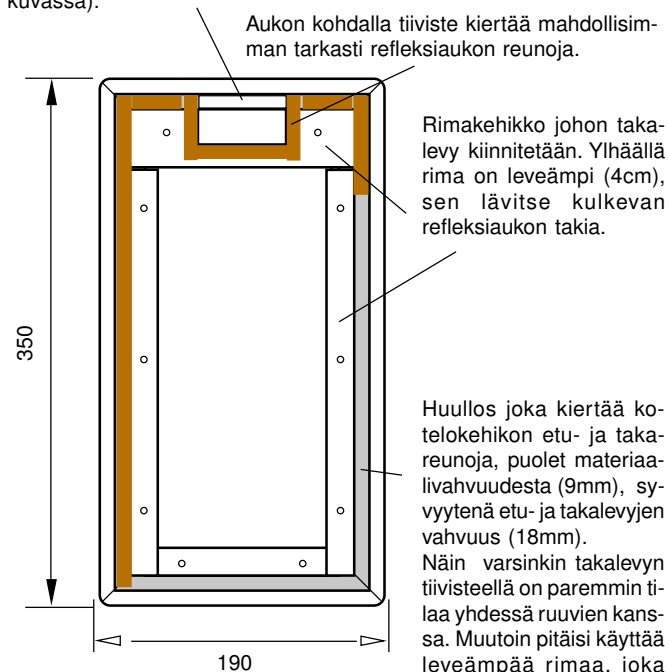 kuvassa).
Aukon kohdalla tiiviste kiertää mahdollisim-
man tarkasti refleksiaukon reunoja.
Rimakehikko johon taka-
levy kiinnitetään. Ylhäällä
rima on leveämpi (4cm),
sen lävitse kulkevan
refleksiaukon takia.
350
Huullos joka kiertää ko-
telokehikon etu- ja taka-
reunoja, puolet materiaa-
livahvuudesta (9mm), sy-
vyytenä etu- ja takalevyjen
vahvuus (18mm).
Näin varsinkin takalevyn
tiivisteellä on paremmin ti-
laa yhdessä ruuvien kans-
sa. Muutoin pitäisi käyttää
leveämpää rimaa, joka
190